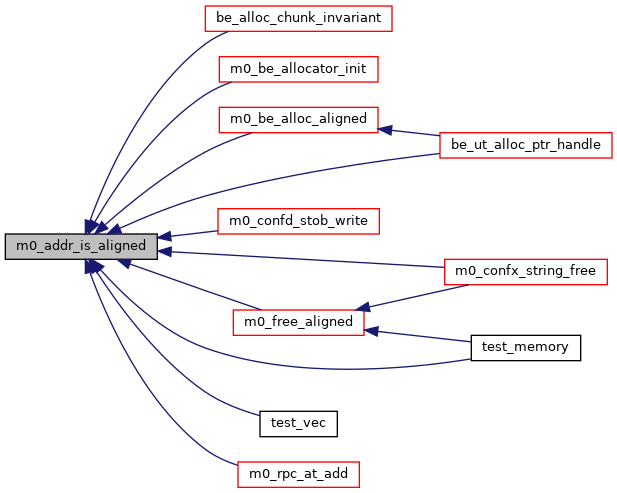 be_alloc_chunk_invariant
m0_be_allocator_init
m0_be_alloc_aligned
be_ut_alloc_ptr_handle
m0_confd_stob_write
m0_addr_is_aligned
m0_confx_string_free
m0_free_aligned
test_memory
test_vec
m0_rpc_at_add